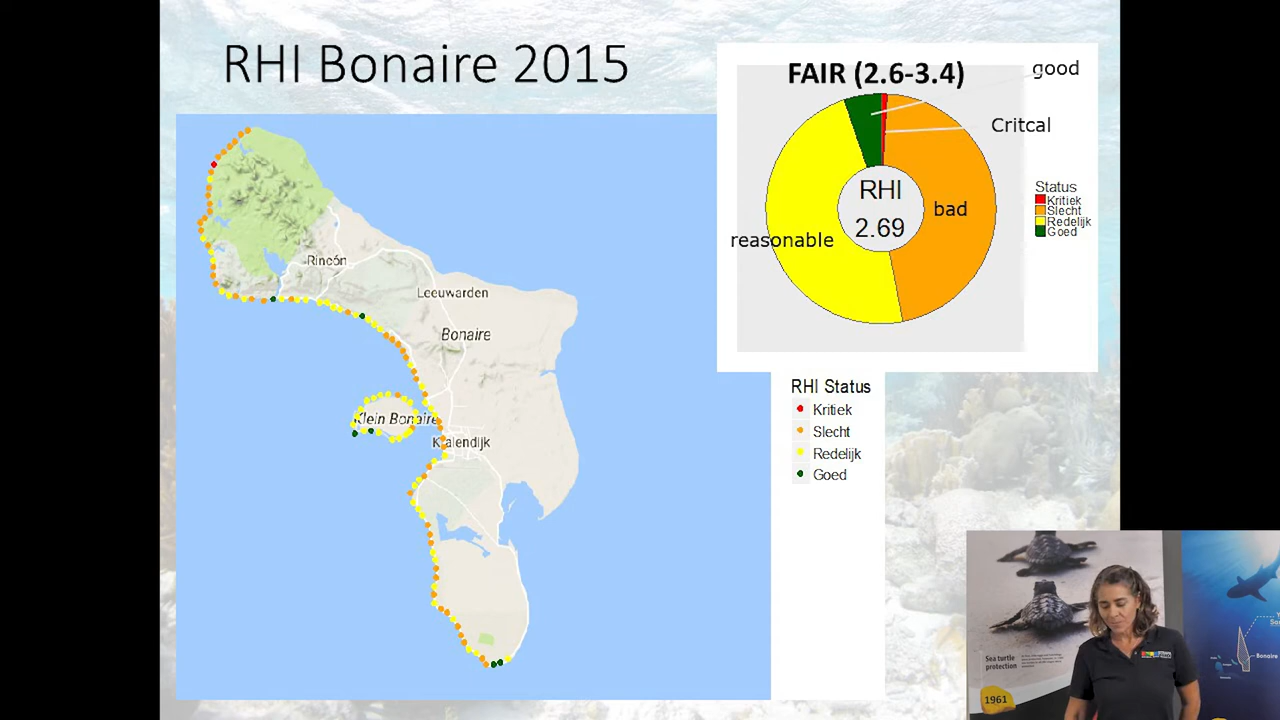 RHI Bonaire 2015
FAIR (2.6-3.4)
good
Critcal
RHI
2.69
bad
reasonable
Status
Kritiek
Slecht
Redelijk
Goed
Rincón
Leeuwarden
Bonaire
Klein Bonaire
Kralendijk
RHI Status
Kritiek
Slecht
Redelijk
Goed
Sea turtle
protection
1961
Bonaire